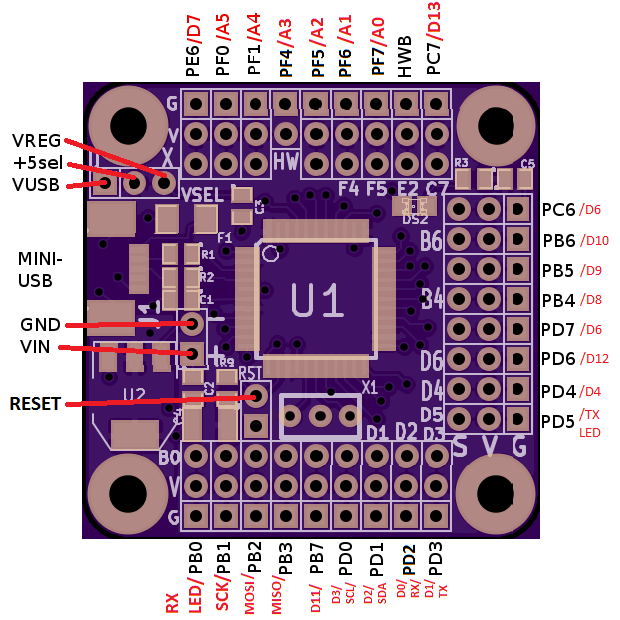 PE6/D7
PF0/A5
PF1/A4
PF4/A3
PF5/A2
PF6/A1
PF7/A0
HWB
PC7/D13
G
V
X
HW
F4 F5 E2 C7
R3
C5
VREG
+5sel
VUSB
VSEL
C3
DS2
F1
B6
PC6 /D6
PB6 /D10
PB5 /D9
PB4 /D8
PD7 /D6
PD6 /D12
PD4 /D4
PD5 /TX LED
MINI-
USB
R1
R2
C1
U1
B4
GND
VIN
-
+
R9
D6
RESET
U2
C2
RST
X1
D4
D5
D1 D2 D3
S V G
B0
V
G
RX LED/ PB0
SCK/ PB1
MOSI/ PB2
MISO/ PB3
D11/ PB7
D3/ SCL/ PD0
D2/ SDA PD1
D0/ RX/ PD2
D1/ TX PD3